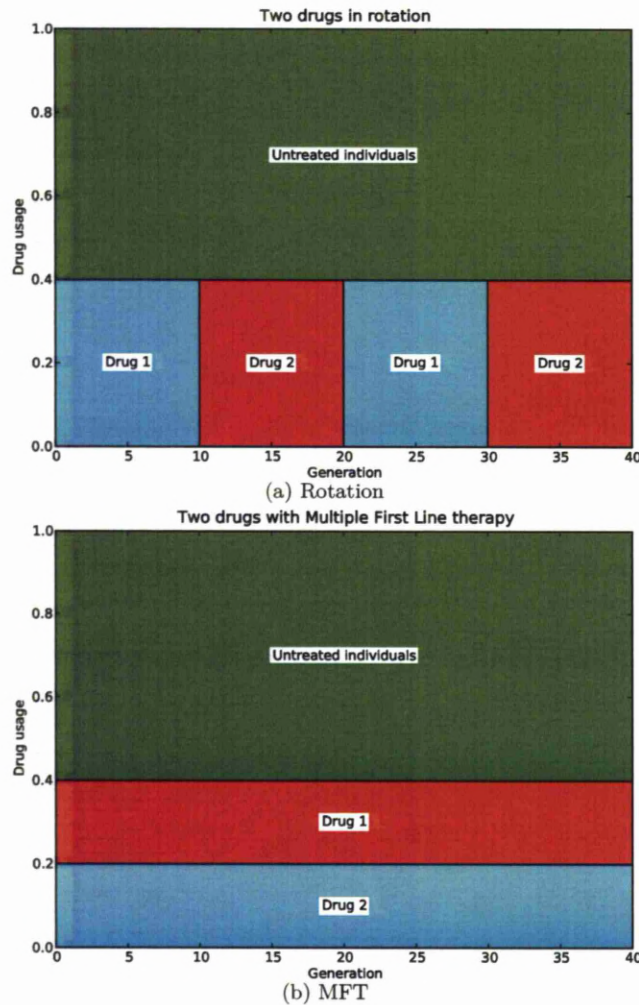 Two drugs in rotation
1.0
0.8
0.6
0.4
0.2
0.0
Drug usage
Untreated individuals
Drug 1
Drug 2
Drug 1
Drug 2
0 5 10 15 20 25 30 35 40
Generation
(a) Rotation
Two drugs with Multiple First Line therapy
1.0
0.8
0.6
0.4
0.2
0.0
Drug usage
Untreated individuals
Drug 1
Drug 2
0 5 10 15 20 25 30 35 40
Generation
(b) MFT